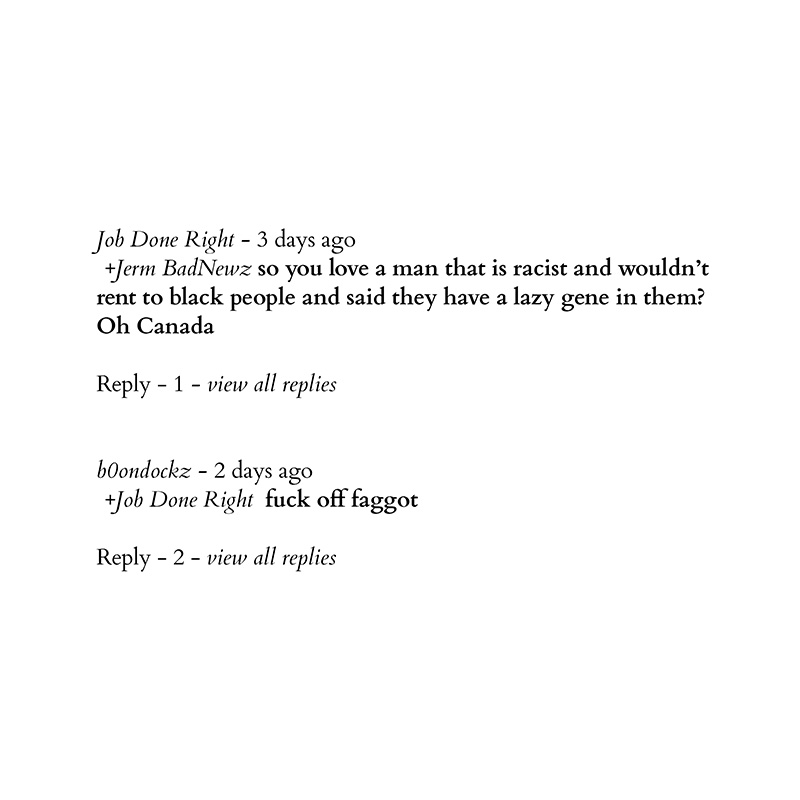 Job Done Right - 3 days ago
+Jerm BadNewz so you love a man that is racist and wouldn't
rent to black people and said they have a lazy gene in them?
Oh Canada
Reply - 1 - view all replies
b0ondockz - 2 days ago
+Job Done Right fuck off faggot
Reply - 2 - view all replies